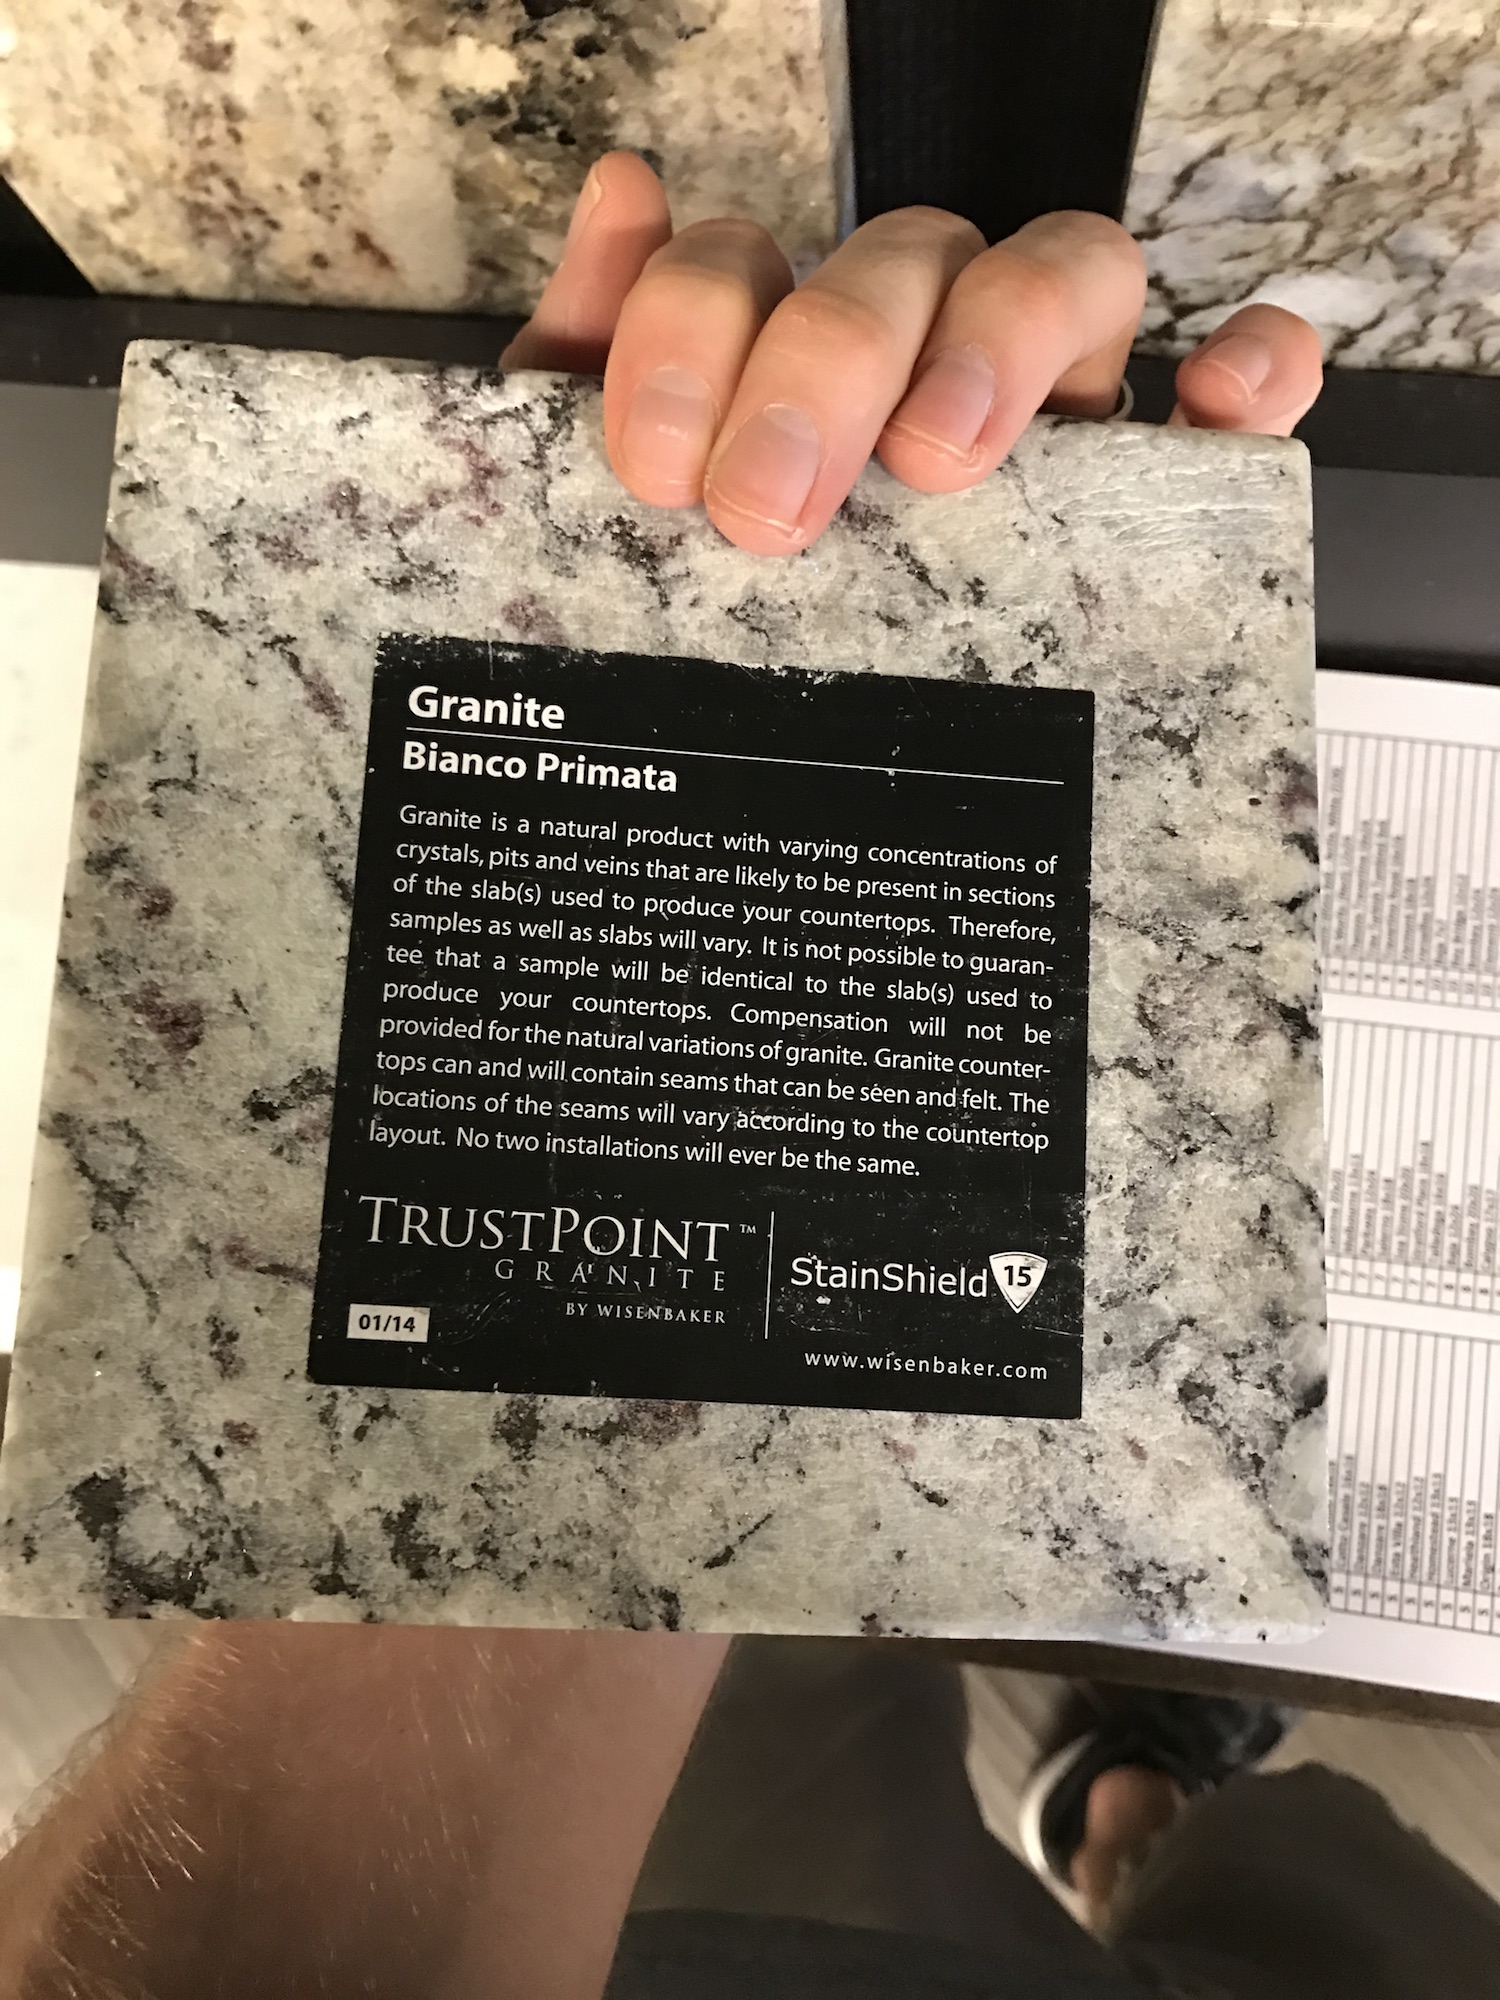 Granite
Bianco Primata
Granite is a natural product with varying concentrations of
crystals, pits and veins that are likely to be present in sections
of the slab(s) used to produce your countertops. Therefore,
samples as well as slabs will vary. It is not possible to guaran-
tee that a sample will be identical to the slab(s) used to
produce your countertops. Compensation will not be
provided for the natural variations of granite. Granite counter-
tops can and will contain seams that can be seen and felt. The
locations of the seams will vary according to the countertop
layout. No two installations will ever be the same.
TRUSTPOINT™
GRANITE
BY WISENBAKER
StainShield 15
01/14
www.wisenbaker.com